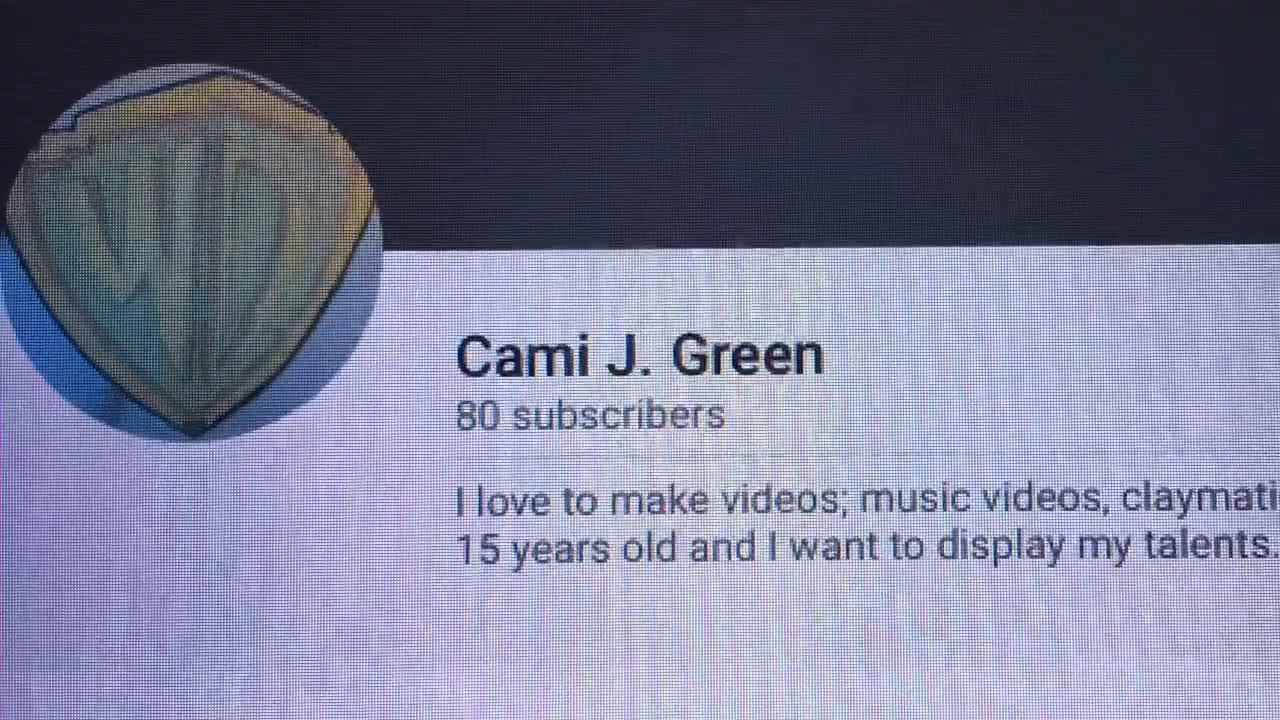 WD
Cami J. Green
80 subscribers
I love to make videos; music videos, claymati
15 years old and I want to display my talents.